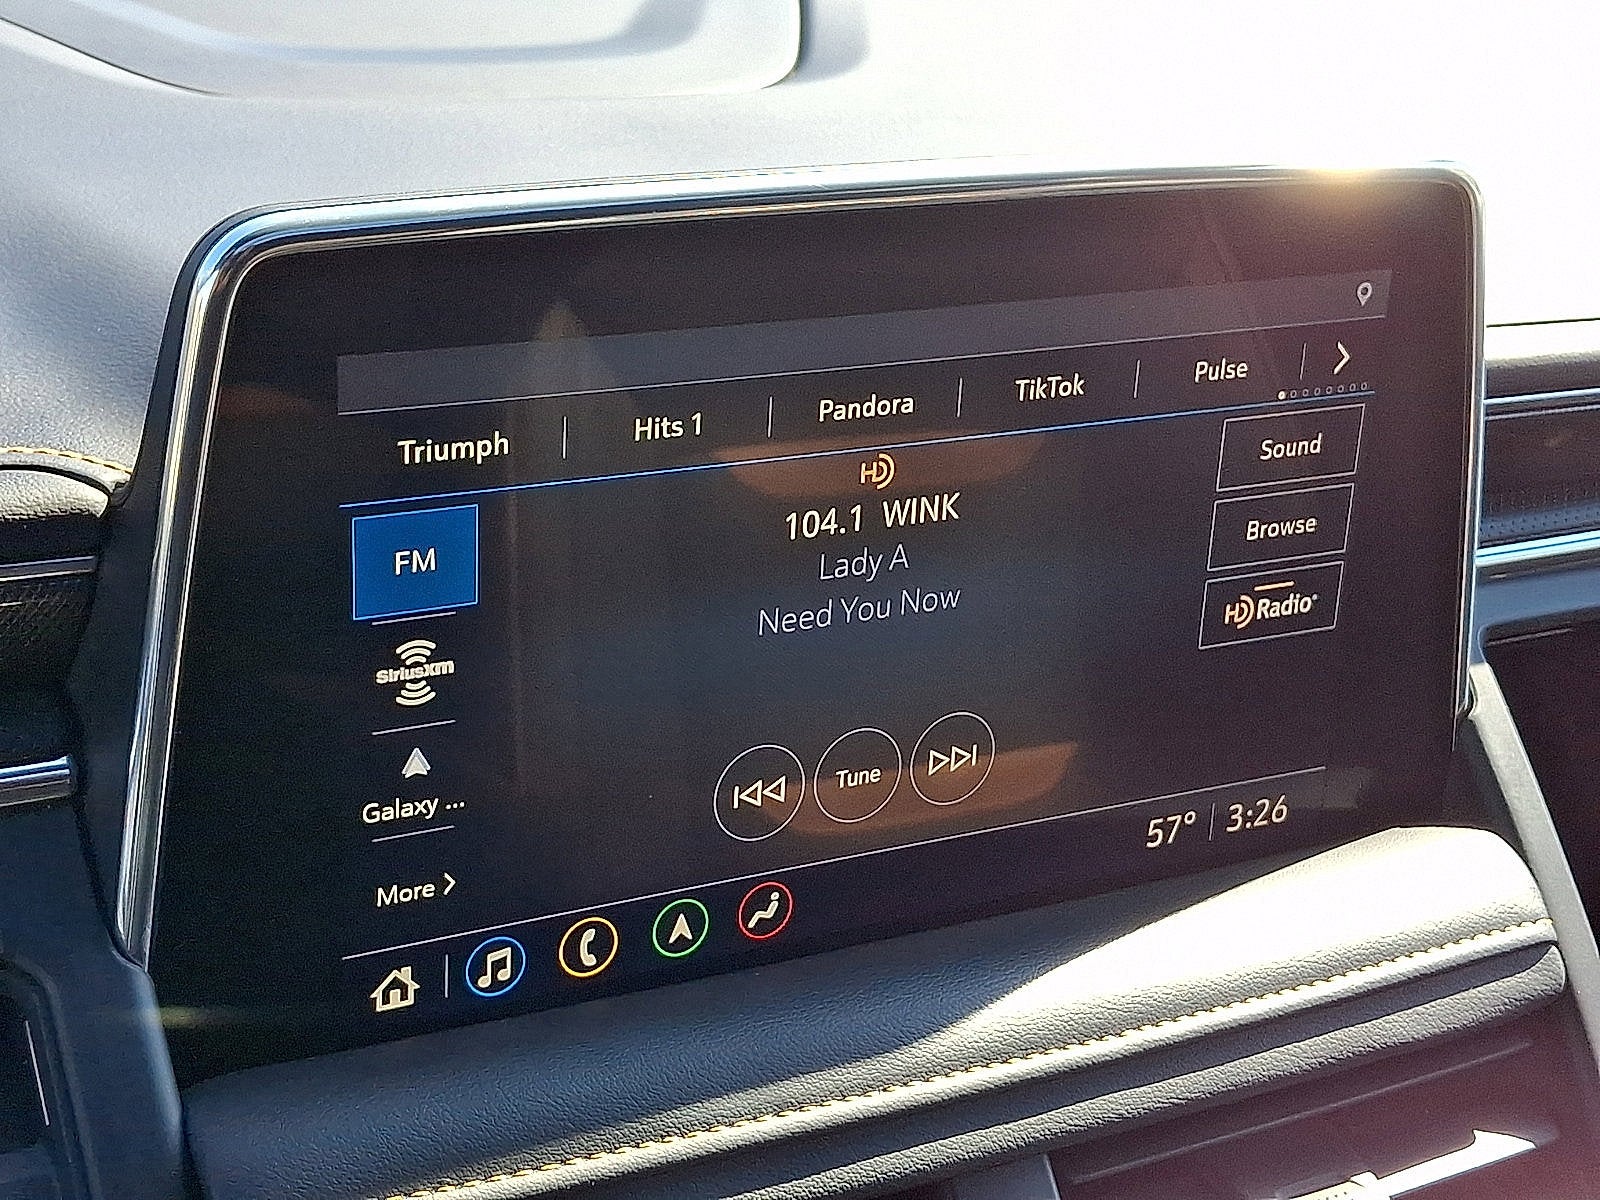 Triumph
Hits 1
Pandora
TikTok
Pulse
FM
104.1 WINK
Lady A
Need You Now
Sound
Browse
HD Radio
SiriusXM
Galaxy ...
More
Tune
57° 3:26